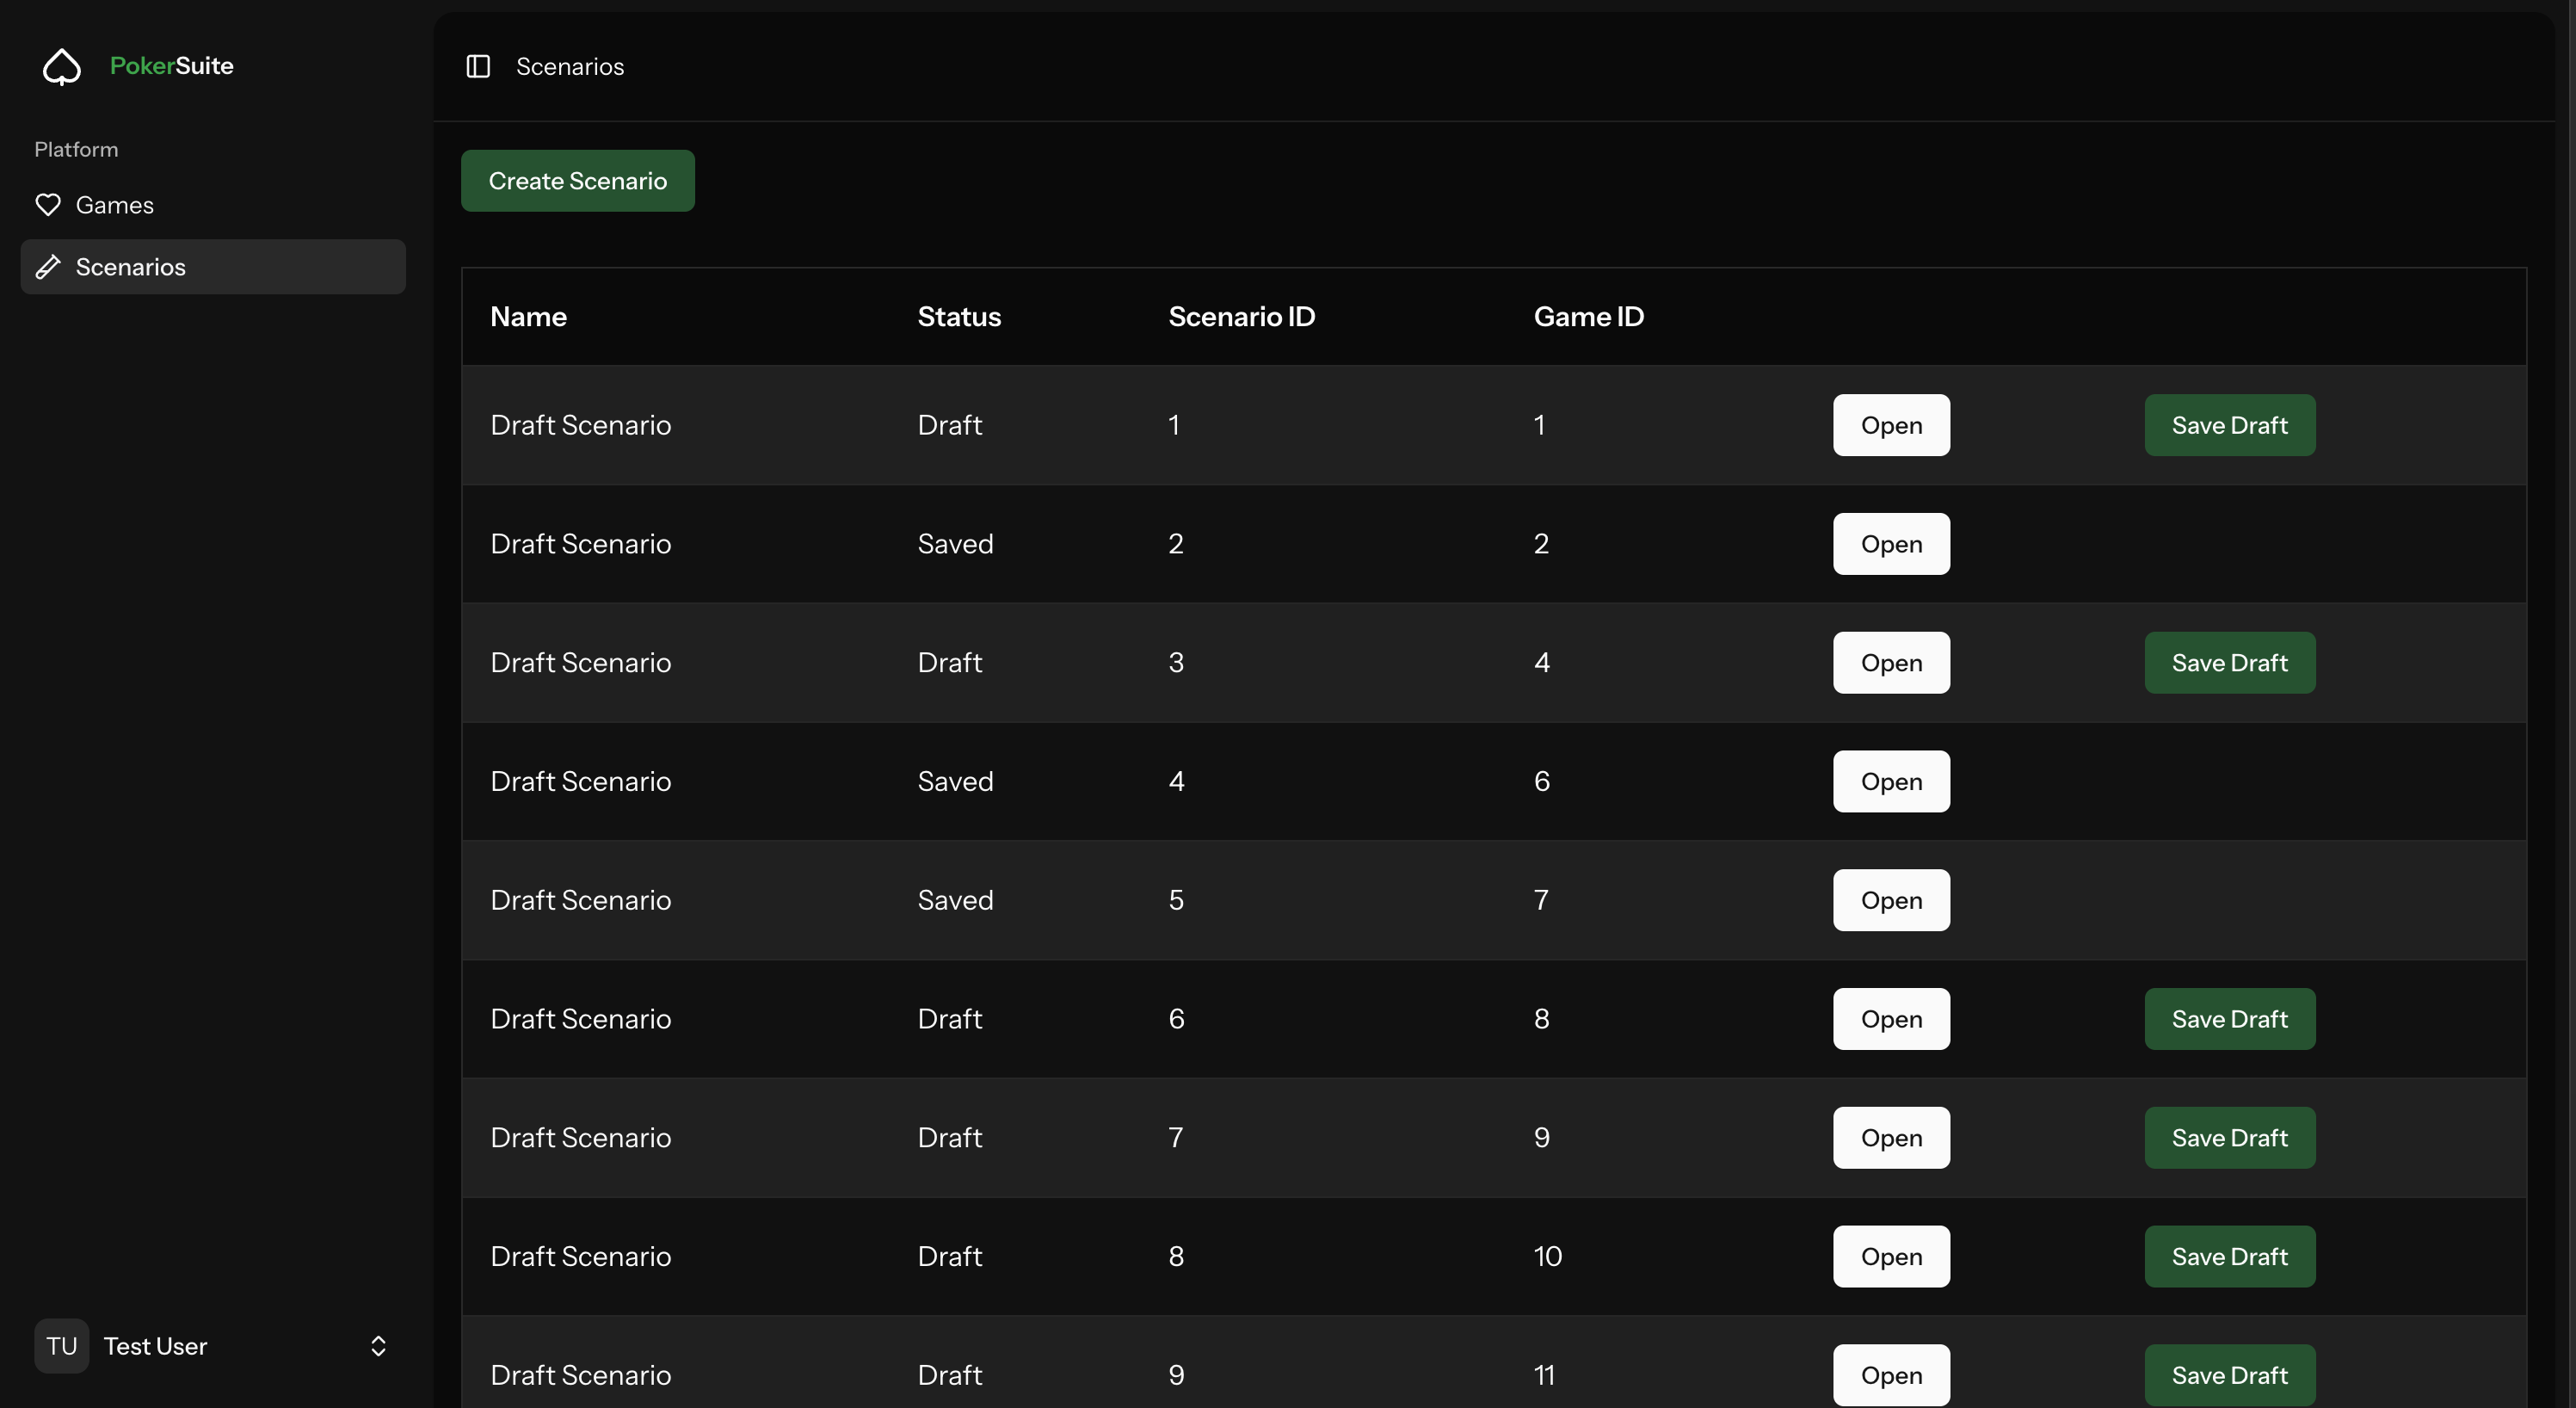 PokerSuite
Platform
Games
Scenarios
TU Test User
Scenarios
Create Scenario
Name Status Scenario ID Game ID
Draft Scenario Draft 1 1 Open Save Draft
Draft Scenario Saved 2 2 Open
Draft Scenario Draft 3 4 Open Save Draft
Draft Scenario Saved 4 6 Open
Draft Scenario Saved 5 7 Open
Draft Scenario Draft 6 8 Open Save Draft
Draft Scenario Draft 7 9 Open Save Draft
Draft Scenario Draft 8 10 Open Save Draft
Draft Scenario Draft 9 11 Open Save Draft